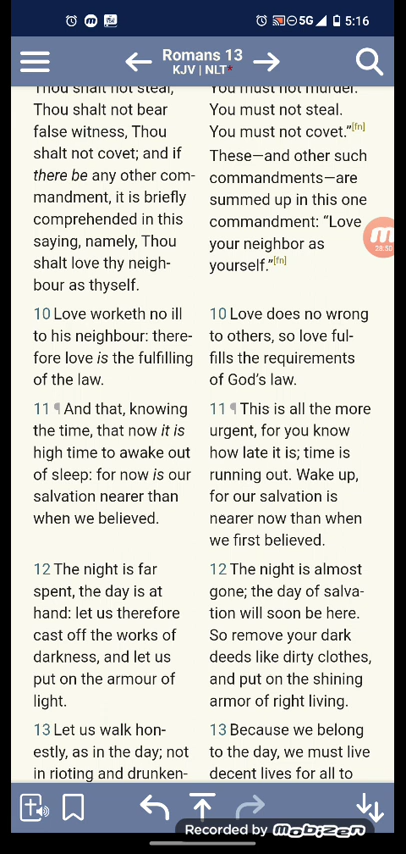 5G 5:16
Romans 13
KJV | NLT*
Thou shalt not steal,
Thou shalt not bear
false witness, Thou
shalt not covet; and if
there be any other com-
mandment, it is briefly
comprehended in this
saying, namely, Thou
shalt love thy neigh-
bour as thyself.
10 Love worketh no ill
to his neighbour: there-
fore love is the fulfilling
of the law.
11 ¶ And that, knowing
the time, that now it is
high time to awake out
of sleep: for now is our
salvation nearer than
when we believed.
12 The night is far
spent, the day is at
hand: let us therefore
cast off the works of
darkness, and let us
put on the armour of
light.
13 Let us walk hon-
estly, as in the day; not
in rioting and drunken-
You must not murder.
You must not steal.
You must not covet.”[fn]
These—and other such
commandments—are
summed up in this one
commandment: “Love
your neighbor as
yourself.”[fn]
10 Love does no wrong
to others, so love ful-
fills the requirements
of God’s law.
11 ¶ This is all the more
urgent, for you know
how late it is; time is
running out. Wake up,
for our salvation is
nearer now than when
we first believed.
12 The night is almost
gone; the day of salva-
tion will soon be here.
So remove your dark
deeds like dirty clothes,
and put on the shining
armor of right living.
13 Because we belong
to the day, we must live
decent lives for all to
m
28:50
Recorded by Mobizen